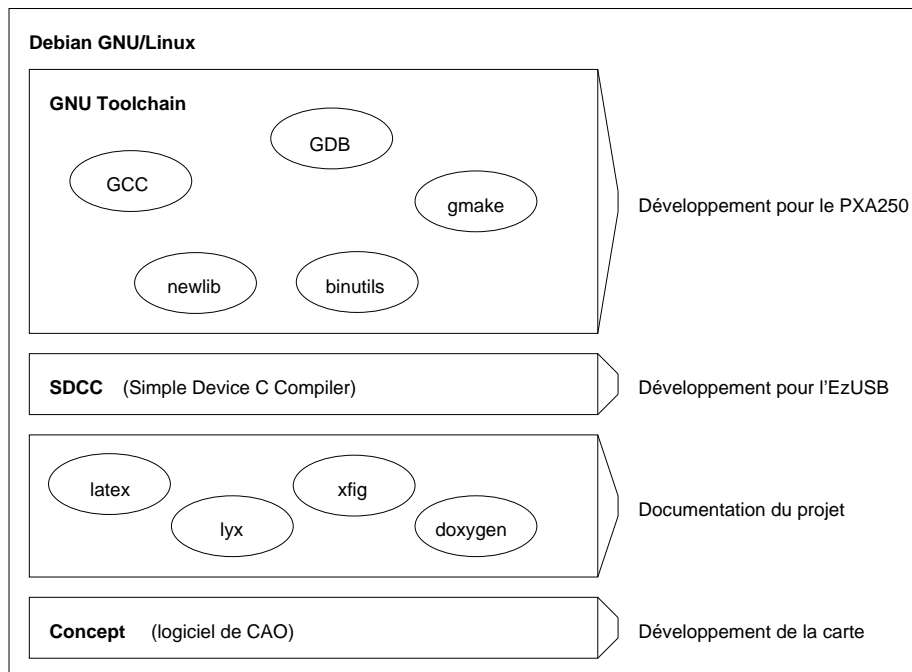 Debian GNU/Linux
GNU Toolchain
GDB
GCC
gmake
Développement pour le PXA250
newlib
binutils
SDCC (Simple Device C Compiler)
Développement pour l'EzUSB
latex
xfig
lyx
doxygen
Documentation du projet
Concept (logiciel de CAO)
Développement de la carte